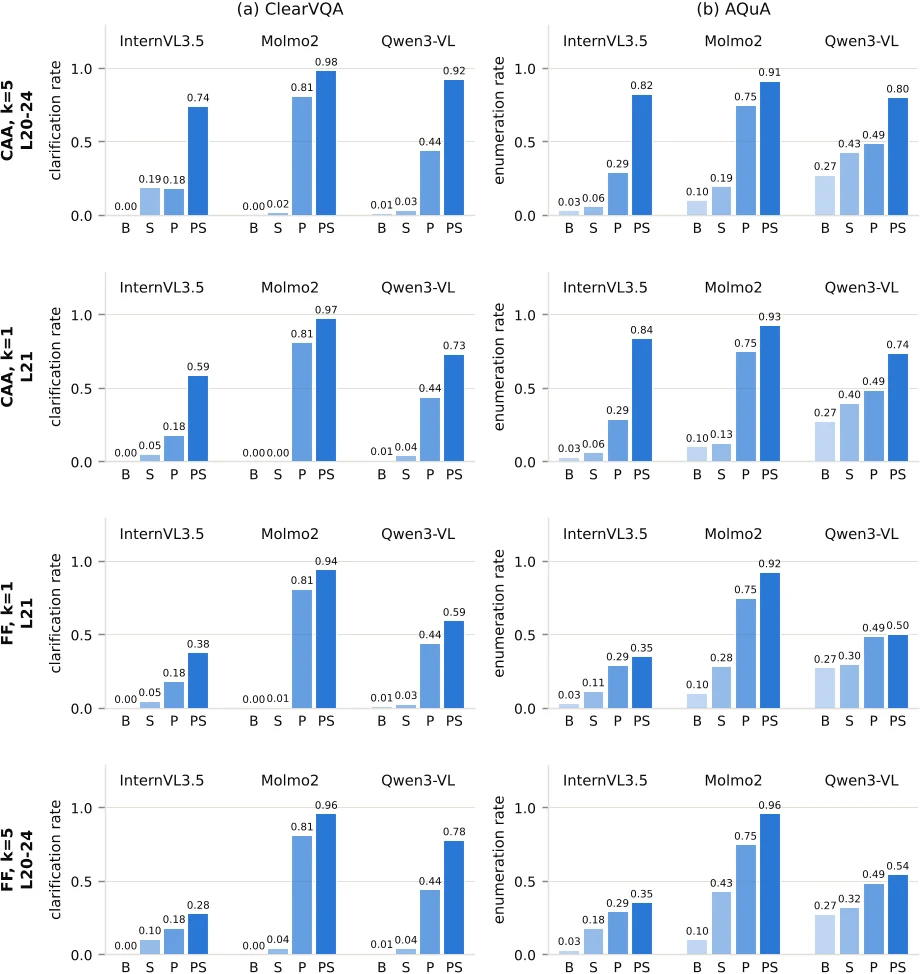 (a) ClearVQA
(b) AQuA
CAA, k=5
L20-24
clarification rate
1.0
0.5
0.0
InternVL3.5
0.00 0.19 0.18 0.74
B S P PS
Molmo2
0.00 0.02 0.81 0.98
B S P PS
Qwen3-VL
0.01 0.03 0.44 0.92
B S P PS
enumeration rate
1.0
0.5
0.0
InternVL3.5
0.03 0.06 0.29 0.82
B S P PS
Molmo2
0.10 0.19 0.75 0.91
B S P PS
Qwen3-VL
0.27 0.43 0.49 0.80
B S P PS
CAA, k=1
L21
clarification rate
1.0
0.5
0.0
InternVL3.5
0.00 0.05 0.18 0.59
B S P PS
Molmo2
0.00 0.00 0.81 0.97
B S P PS
Qwen3-VL
0.01 0.04 0.44 0.73
B S P PS
enumeration rate
1.0
0.5
0.0
InternVL3.5
0.03 0.06 0.29 0.84
B S P PS
Molmo2
0.10 0.13 0.75 0.93
B S P PS
Qwen3-VL
0.27 0.40 0.49 0.74
B S P PS
FF, k=1
L21
clarification rate
1.0
0.5
0.0
InternVL3.5
0.00 0.05 0.18 0.38
B S P PS
Molmo2
0.00 0.01 0.81 0.94
B S P PS
Qwen3-VL
0.01 0.03 0.44 0.59
B S P PS
enumeration rate
1.0
0.5
0.0
InternVL3.5
0.03 0.11 0.29 0.35
B S P PS
Molmo2
0.10 0.28 0.75 0.92
B S P PS
Qwen3-VL
0.27 0.30 0.49 0.50
B S P PS
FF, k=5
L20-24
clarification rate
1.0
0.5
0.0
InternVL3.5
0.00 0.10 0.18 0.28
B S P PS
Molmo2
0.00 0.04 0.81 0.96
B S P PS
Qwen3-VL
0.01 0.04 0.44 0.78
B S P PS
enumeration rate
1.0
0.5
0.0
InternVL3.5
0.03 0.18 0.29 0.35
B S P PS
Molmo2
0.10 0.43 0.75 0.96
B S P PS
Qwen3-VL
0.27 0.32 0.49 0.54
B S P PS